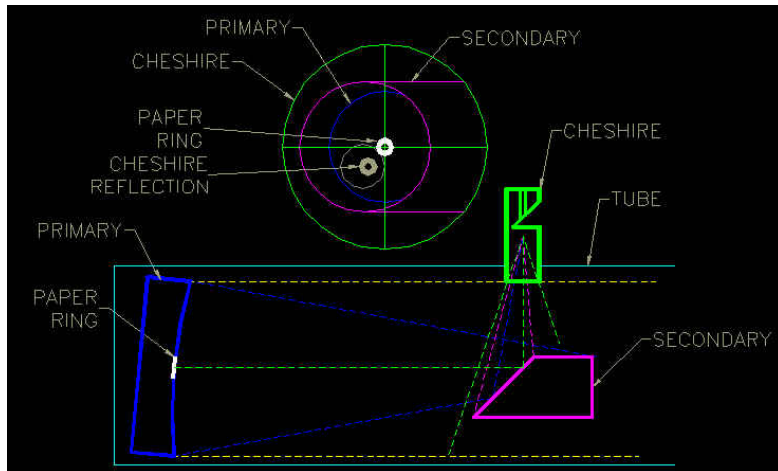 PRIMARY
SECONDARY
CHESHIRE
PAPER
RING
CHESHIRE
REFLECTION
CHESHIRE
TUBE
PRIMARY
PAPER
RING
SECONDARY